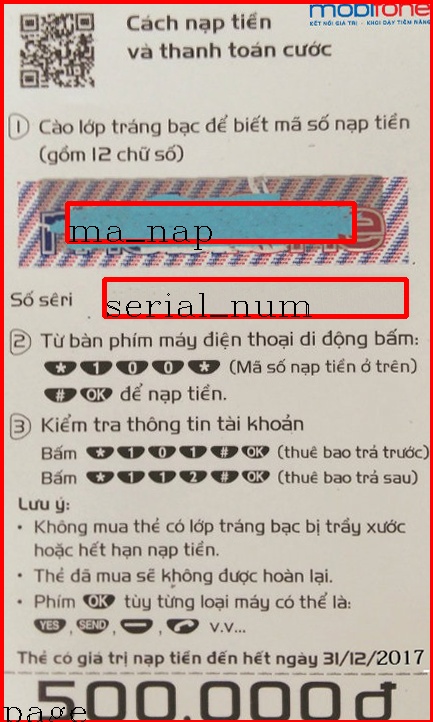 Cách nạp tiền
và thanh toán cước
mobifone
KẾT NỐI GIÁ TRỊ - KHƠI DẬY TIỀM NĂNG
1 Cào lớp tráng bạc để biết mã số nạp tiền
(gồm 12 chữ số)
ma_nap
Số sêri serial_num
2 Từ bàn phím máy điện thoại di động bấm:
* 1 0 0 * (Mã số nạp tiền ở trên)
# OK để nạp tiền.
3 Kiểm tra thông tin tài khoản
Bấm * 1 0 1 # OK (thuê bao trả trước)
Bấm * 1 1 2 # OK (thuê bao trả sau)
Lưu ý:
• Không mua thẻ có lớp tráng bạc bị trầy xước
hoặc hết hạn nạp tiền.
• Thẻ đã mua sẽ không được hoàn lại.
• Phím OK tùy từng loại máy có thể là:
YES, SEND, , v.v...
Thẻ có giá trị nạp tiền đến hết ngày 31/12/2017
500.000đ
page